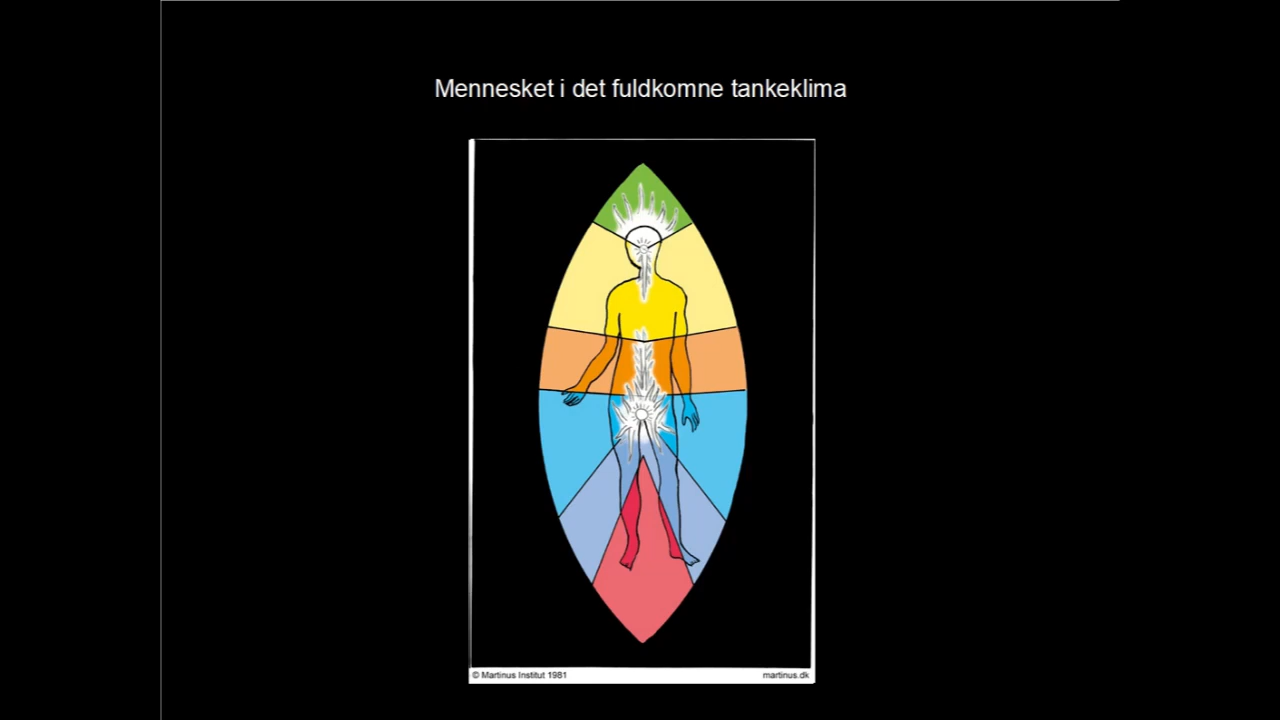 Mennesket i det fuldkomne tankeklima
© Martinus Institut 1981
martinus.dk